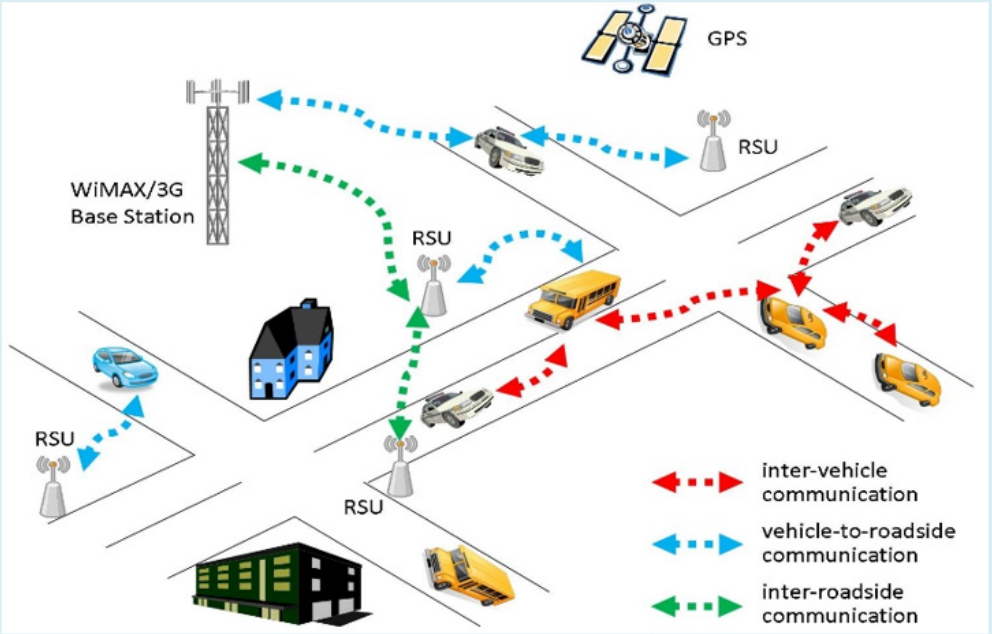 GPS
RSU
WiMAX/3G
Base Station
RSU
RSU
RSU
inter-vehicle
communication
vehicle-to-roadside
communication
inter-roadside
communication